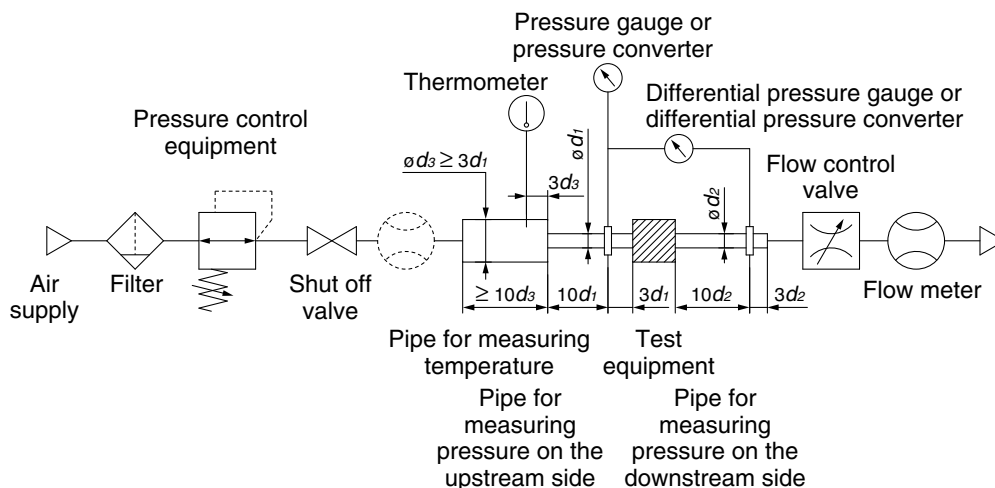 Pressure gauge or
pressure converter
Thermometer
Differential pressure gauge or
differential pressure converter
Pressure control
equipment
ød₃ ≥ 3d₁
3d₃
ød₁
ød₂
Flow control
valve
Air
supply
Filter
Shut off
valve
≥ 10d₃
10d₁
3d₁
10d₂
3d₂
Flow meter
Pipe for measuring
temperature
Test
equipment
Pipe for
measuring
pressure on the
upstream side
Pipe for
measuring
pressure on the
downstream side